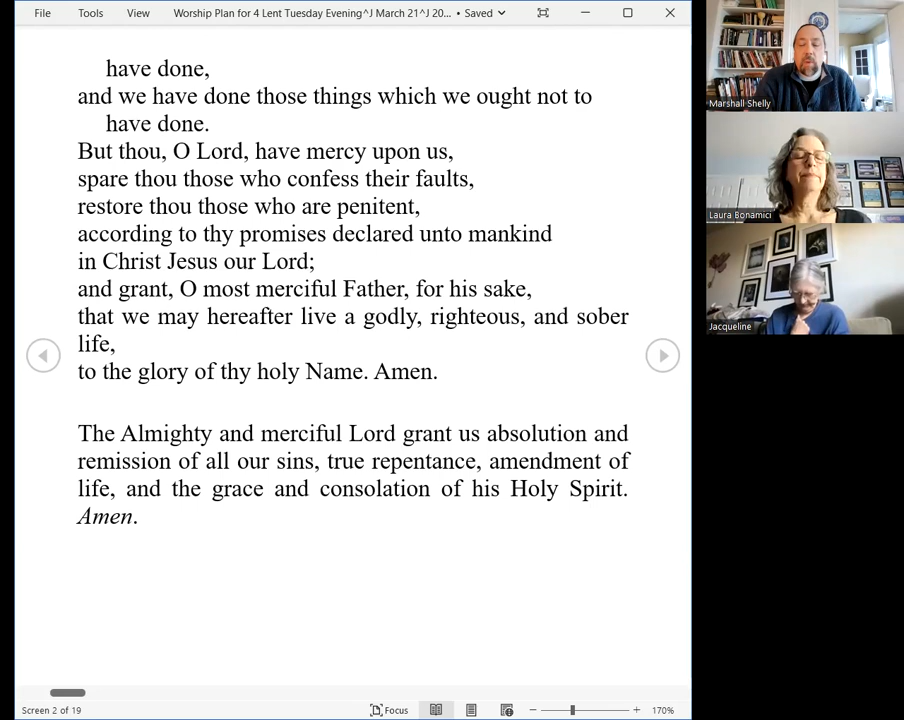 File Tools View Worship Plan for 4 Lent Tuesday Evening^J March 21^J 20... • Saved
have done,
and we have done those things which we ought not to
have done.
But thou, O Lord, have mercy upon us,
spare thou those who confess their faults,
restore thou those who are penitent,
according to thy promises declared unto mankind
in Christ Jesus our Lord;
and grant, O most merciful Father, for his sake,
that we may hereafter live a godly, righteous, and sober
life,
to the glory of thy holy Name. Amen.
The Almighty and merciful Lord grant us absolution and
remission of all our sins, true repentance, amendment of
life, and the grace and consolation of his Holy Spirit.
Amen.
Screen 2 of 19 Focus 170%
Marshall Shelly
Laura Bonamici
Jacqueline